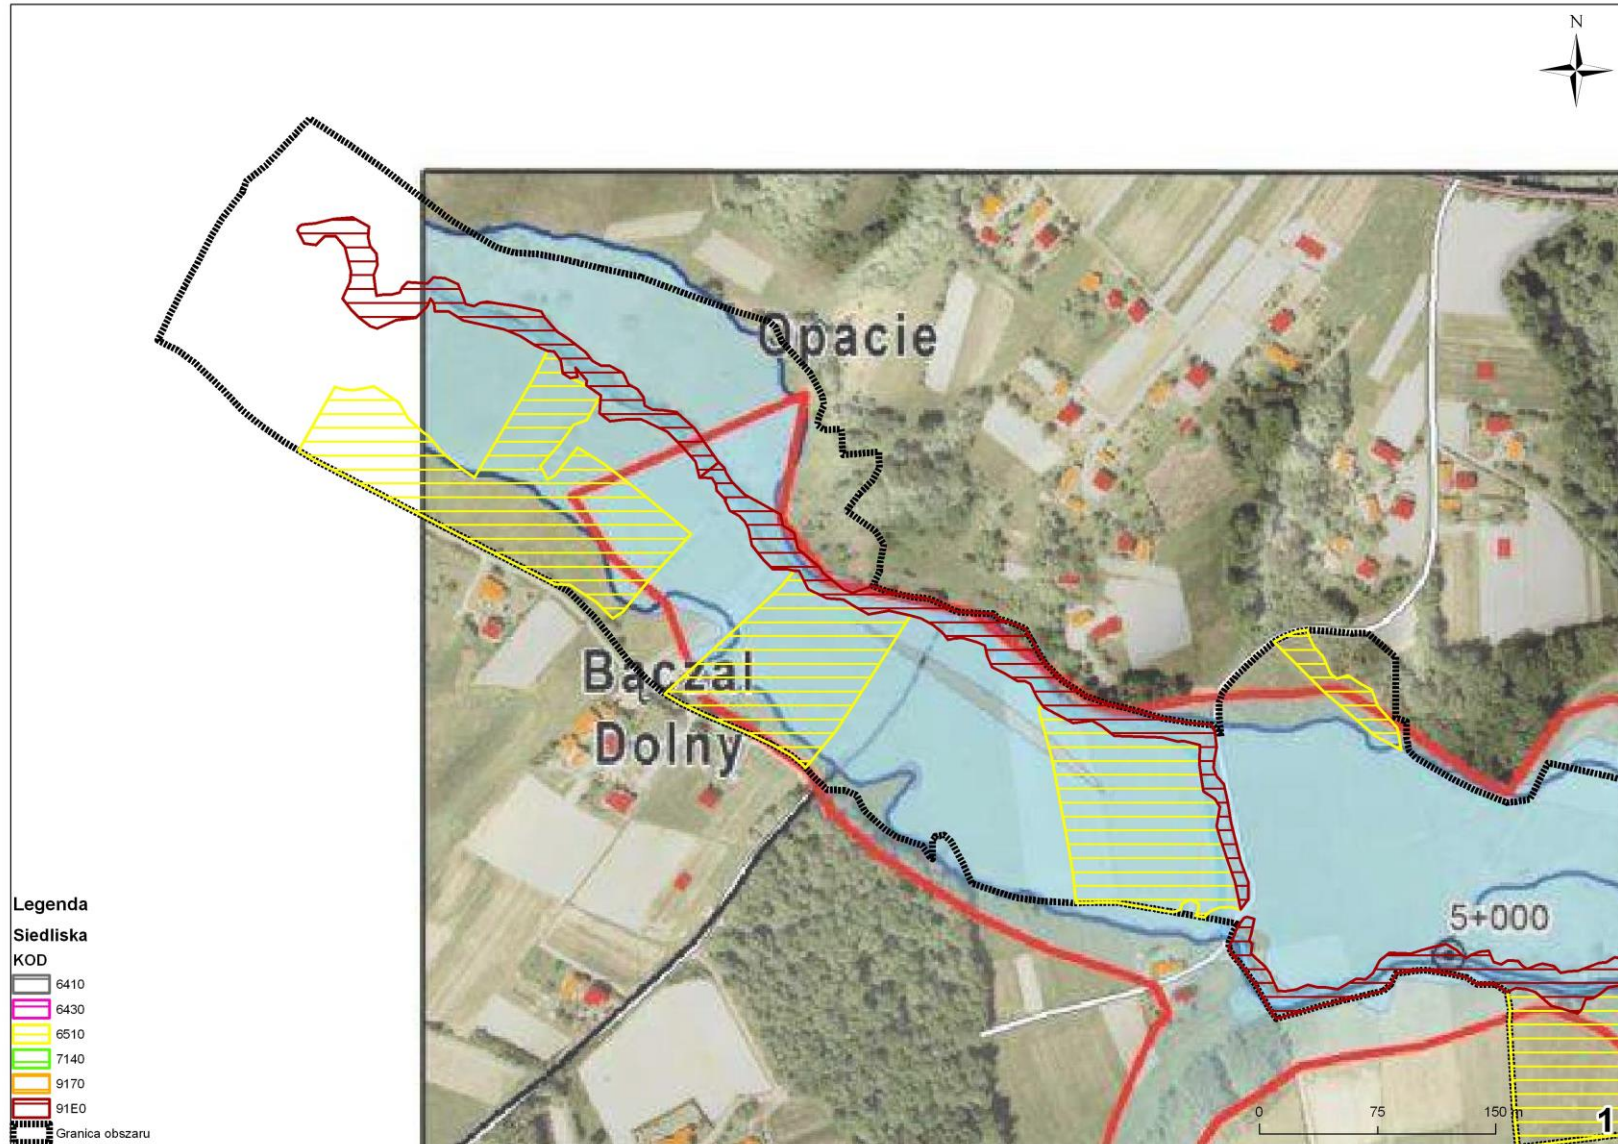 N
Opacie
Bączal
Dolny
5+000
Legenda
Siedliska
KOD
6410
6430
6510
7140
9170
91E0
Granica obszaru
0 75 150 m
1